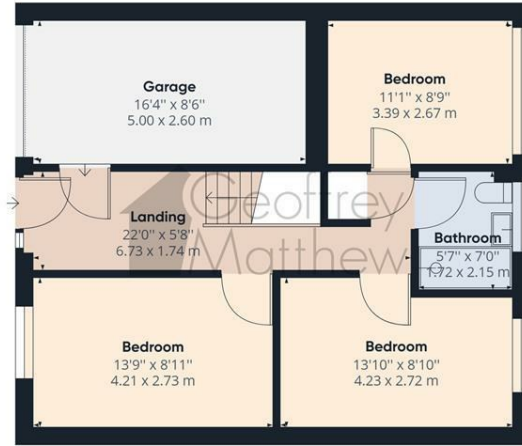 Garage
16'4" x 8'6"
5.00 x 2.60 m
Bedroom
11'1" x 8'9"
3.39 x 2.67 m
Landing
22'0" x 5'8"
6.73 x 1.74 m
Geoffrey
Matthew
Bathroom
5'7" x 7'0"
1.72 x 2.15 m
Bedroom
13'9" x 8'11"
4.21 x 2.73 m
Bedroom
13'10" x 8'10"
4.23 x 2.72 m